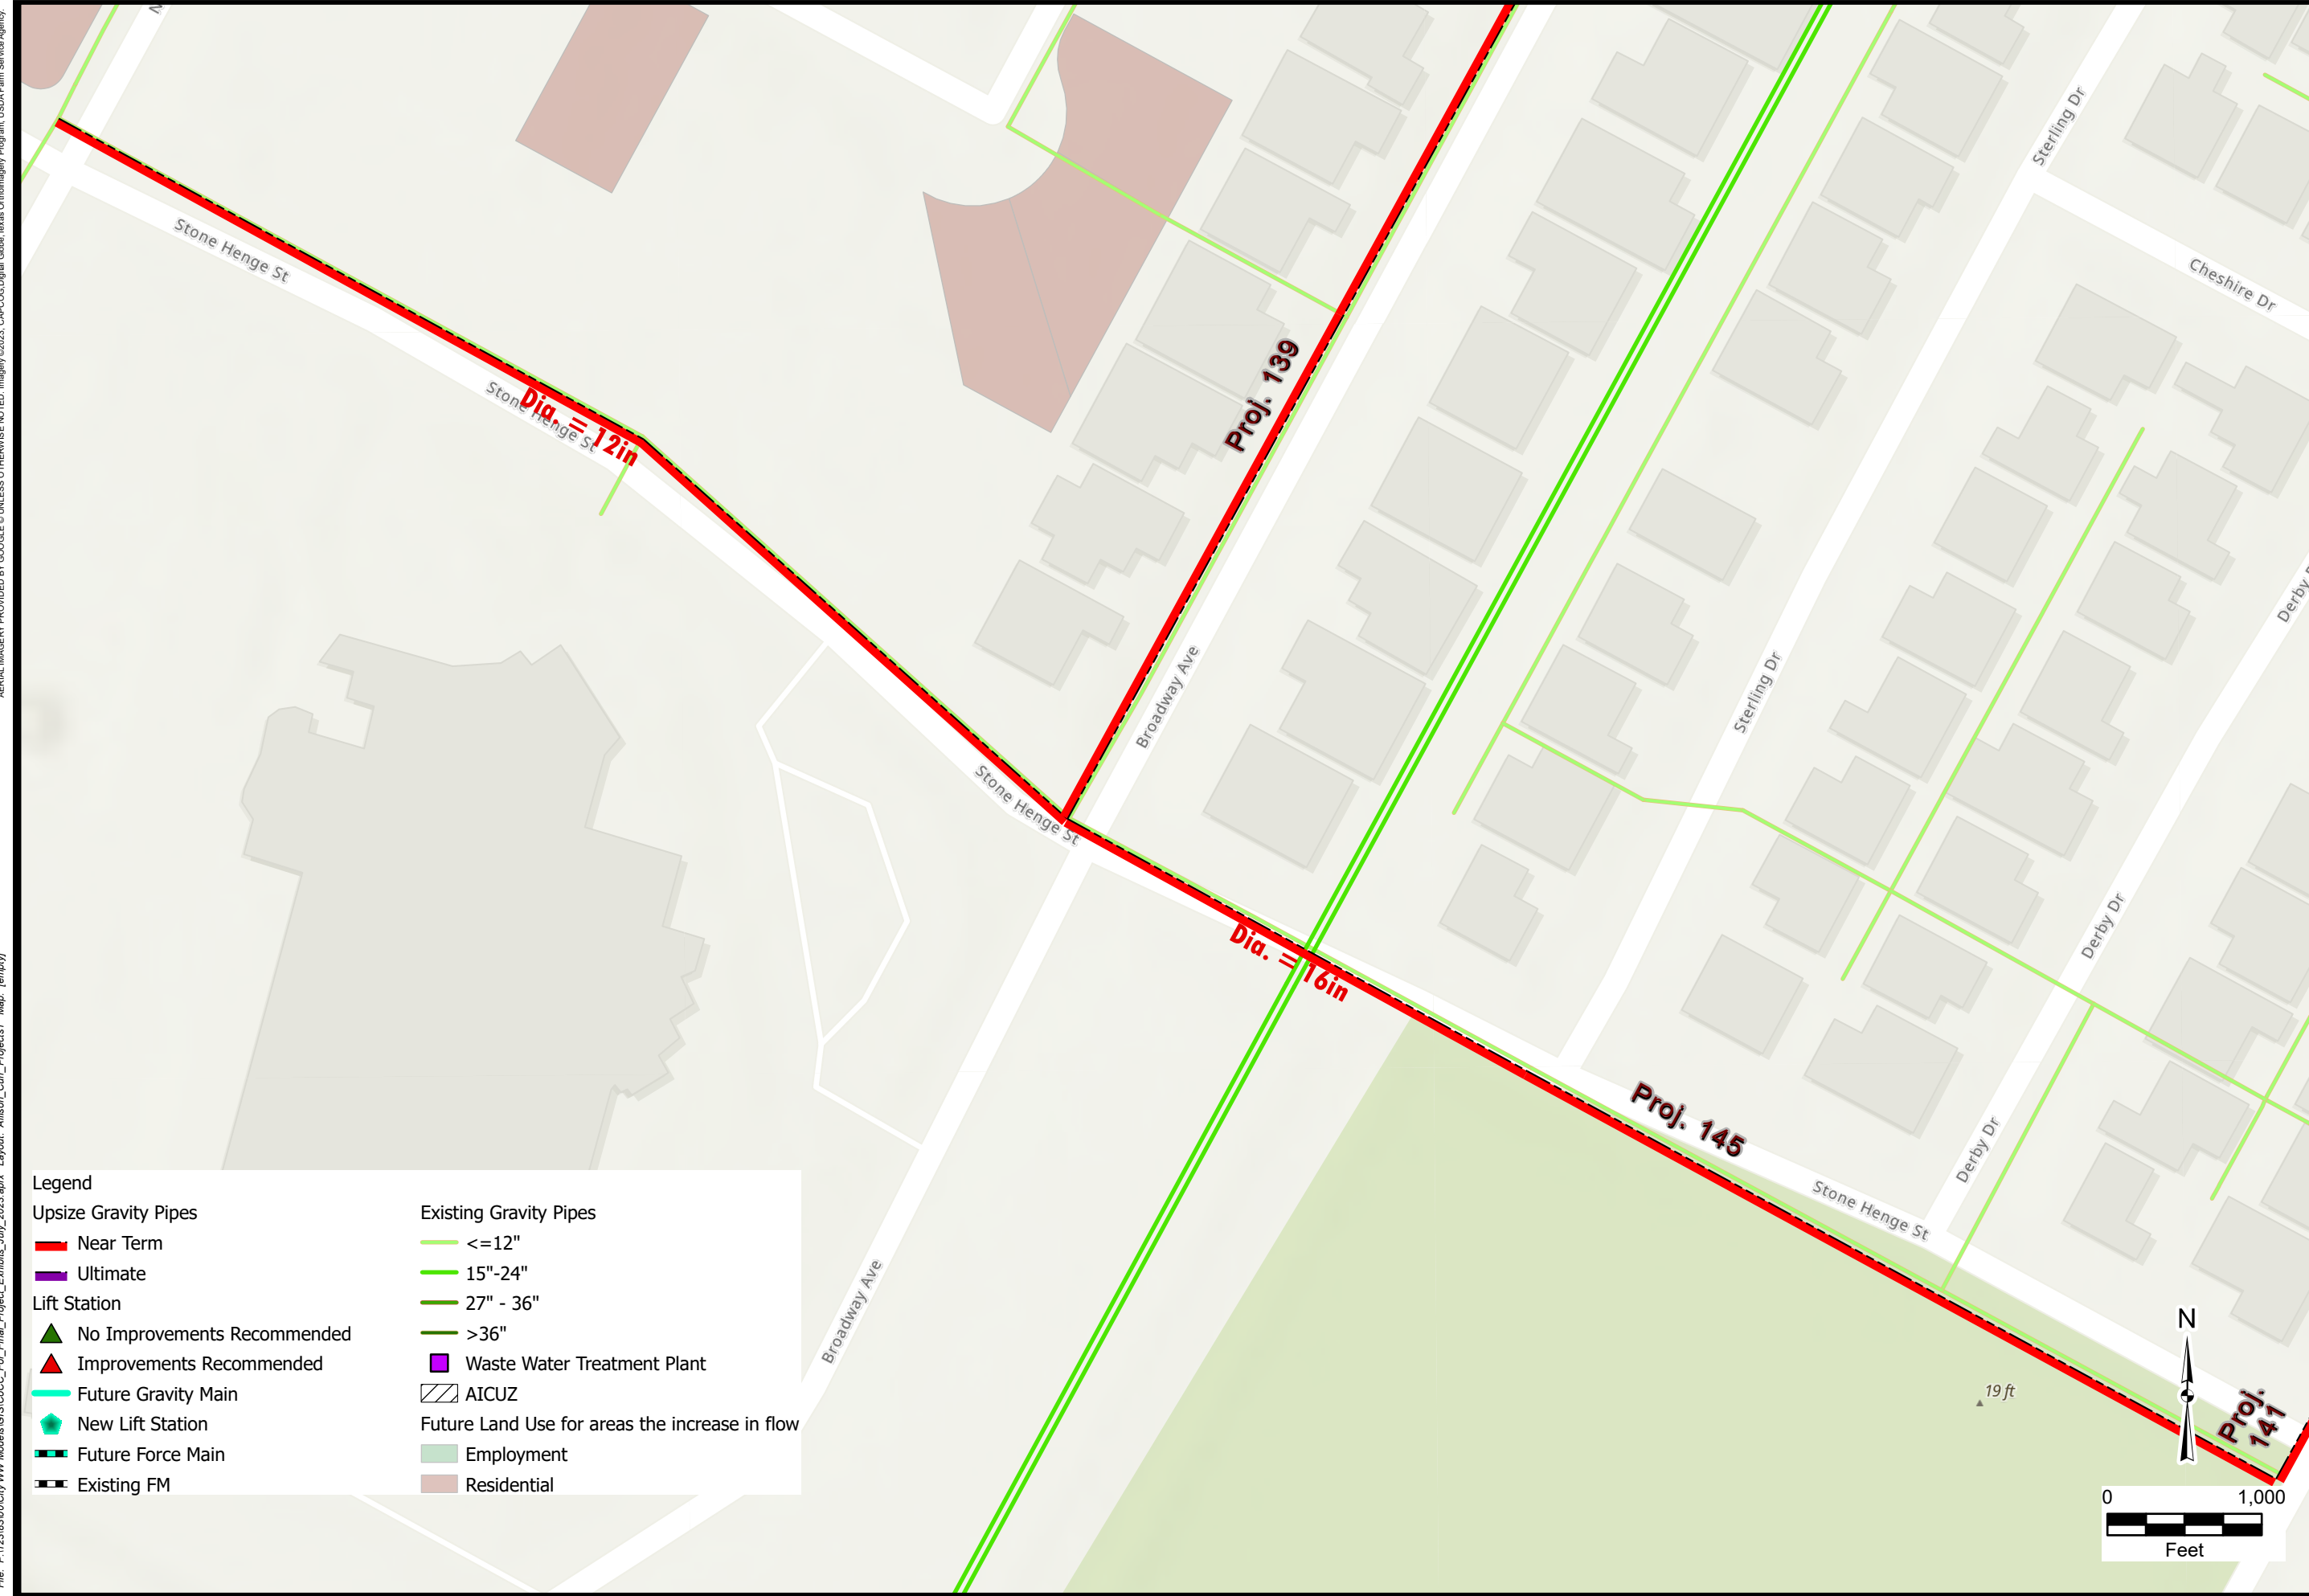 Sterling Dr
Cheshire Dr
Stone Henge St
Proj. 139
Stone Henge St
Dia. = 12in
Derby
Broadway Ave
Sterling Dr
Stone Henge St
Dia. = 16in
Derby Dr
Proj. 145
Derby Dr
Stone Henge St
Broadway Ave
19 ft
Proj.
141
N
0 1,000
Feet
Legend
Upsize Gravity Pipes
Near Term
Ultimate
Lift Station
No Improvements Recommended
Improvements Recommended
Future Gravity Main
New Lift Station
Future Force Main
Existing FM
Existing Gravity Pipes
<=12"
15"-24"
27" - 36"
>36"
Waste Water Treatment Plant
AICUZ
Future Land Use for areas the increase in flow
Employment
Residential